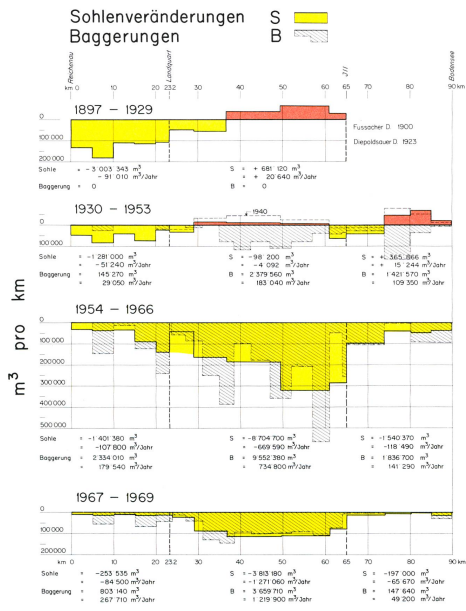 Sohlenveränderungen S
Baggerungen B
Reichenau Landquart Jll Bodensee
km 0 10 20 232 30 40 50 60 65 70 80 90 km
1897 – 1929
0
100 000
200 000
Fussacher D. 1900
Diepoldsauer D. 1923
Sohle = -3 003 343 m³ S = + 681 120 m³
= - 91 010 m³/Jahr = + 20 640 m³/Jahr
Baggerung = 0 B = 0
1930 – 1953
1940
0
100 000
Sohle = -1 281 000 m³ S = -98 200 m³ = +1 365 866 m³
= -51 240 m³/Jahr = -4 092 m³/Jahr = + 15 244 m³/Jahr
Baggerung = 145 270 m³ B = 2 379 560 m³ B = 1 421 570 m³
= 29 050 m³/Jahr = 183 040 m³/Jahr = 109 350 m³/Jahr
m³ pro km
1954 – 1966
0
100 000
200 000
300 000
400 000
500 000
Sohle = -1 401 380 m³ S = -8 704 700 m³ S = -1 540 370 m³
= -107 800 m³/Jahr = -669 590 m³/Jahr = -118 490 m³/Jahr
Baggerung = 2 334 010 m³ B = 9 552 380 m³ B = 1 836 700 m³
= 179 540 m³/Jahr = 734 800 m³/Jahr = 141 290 m³/Jahr
1967 – 1969
0
100 000
200 000
km 0 10 20 232 30 40 50 60 65 70 80 90 km
Sohle = -253 535 m³ S = -3 813 180 m³ S = -197 000 m³
= -84 500 m³/Jahr = -1 271 060 m³/Jahr = -65 670 m³/Jahr
Baggerung = 803 140 m³ B = 3 659 710 m³ B = 147 640 m³
= 267 710 m³/Jahr = 1 219 900 m³/Jahr = 49 200 m³/Jahr